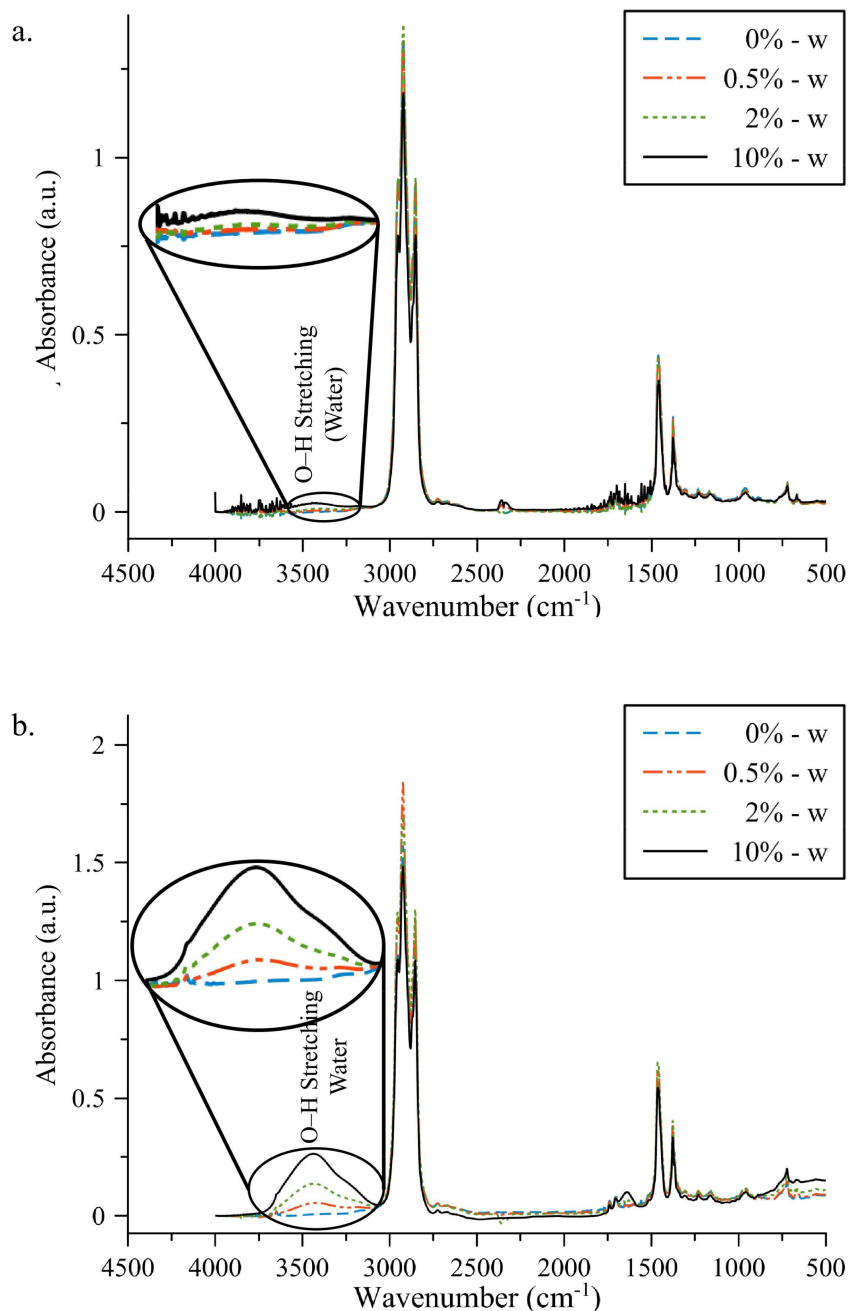 a.
0% - w
0.5% - w
2% - w
10% - w
Absorbance (a.u.)
1
0.5
0
O–H Stretching
(Water)
4500 4000 3500 3000 2500 2000 1500 1000 500
Wavenumber (cm-1)
b.
0% - w
0.5% - w
2% - w
10% - w
Absorbance (a.u.)
2
1.5
1
0.5
0
O–H Stretching
Water
4500 4000 3500 3000 2500 2000 1500 1000 500
Wavenumber (cm-1)